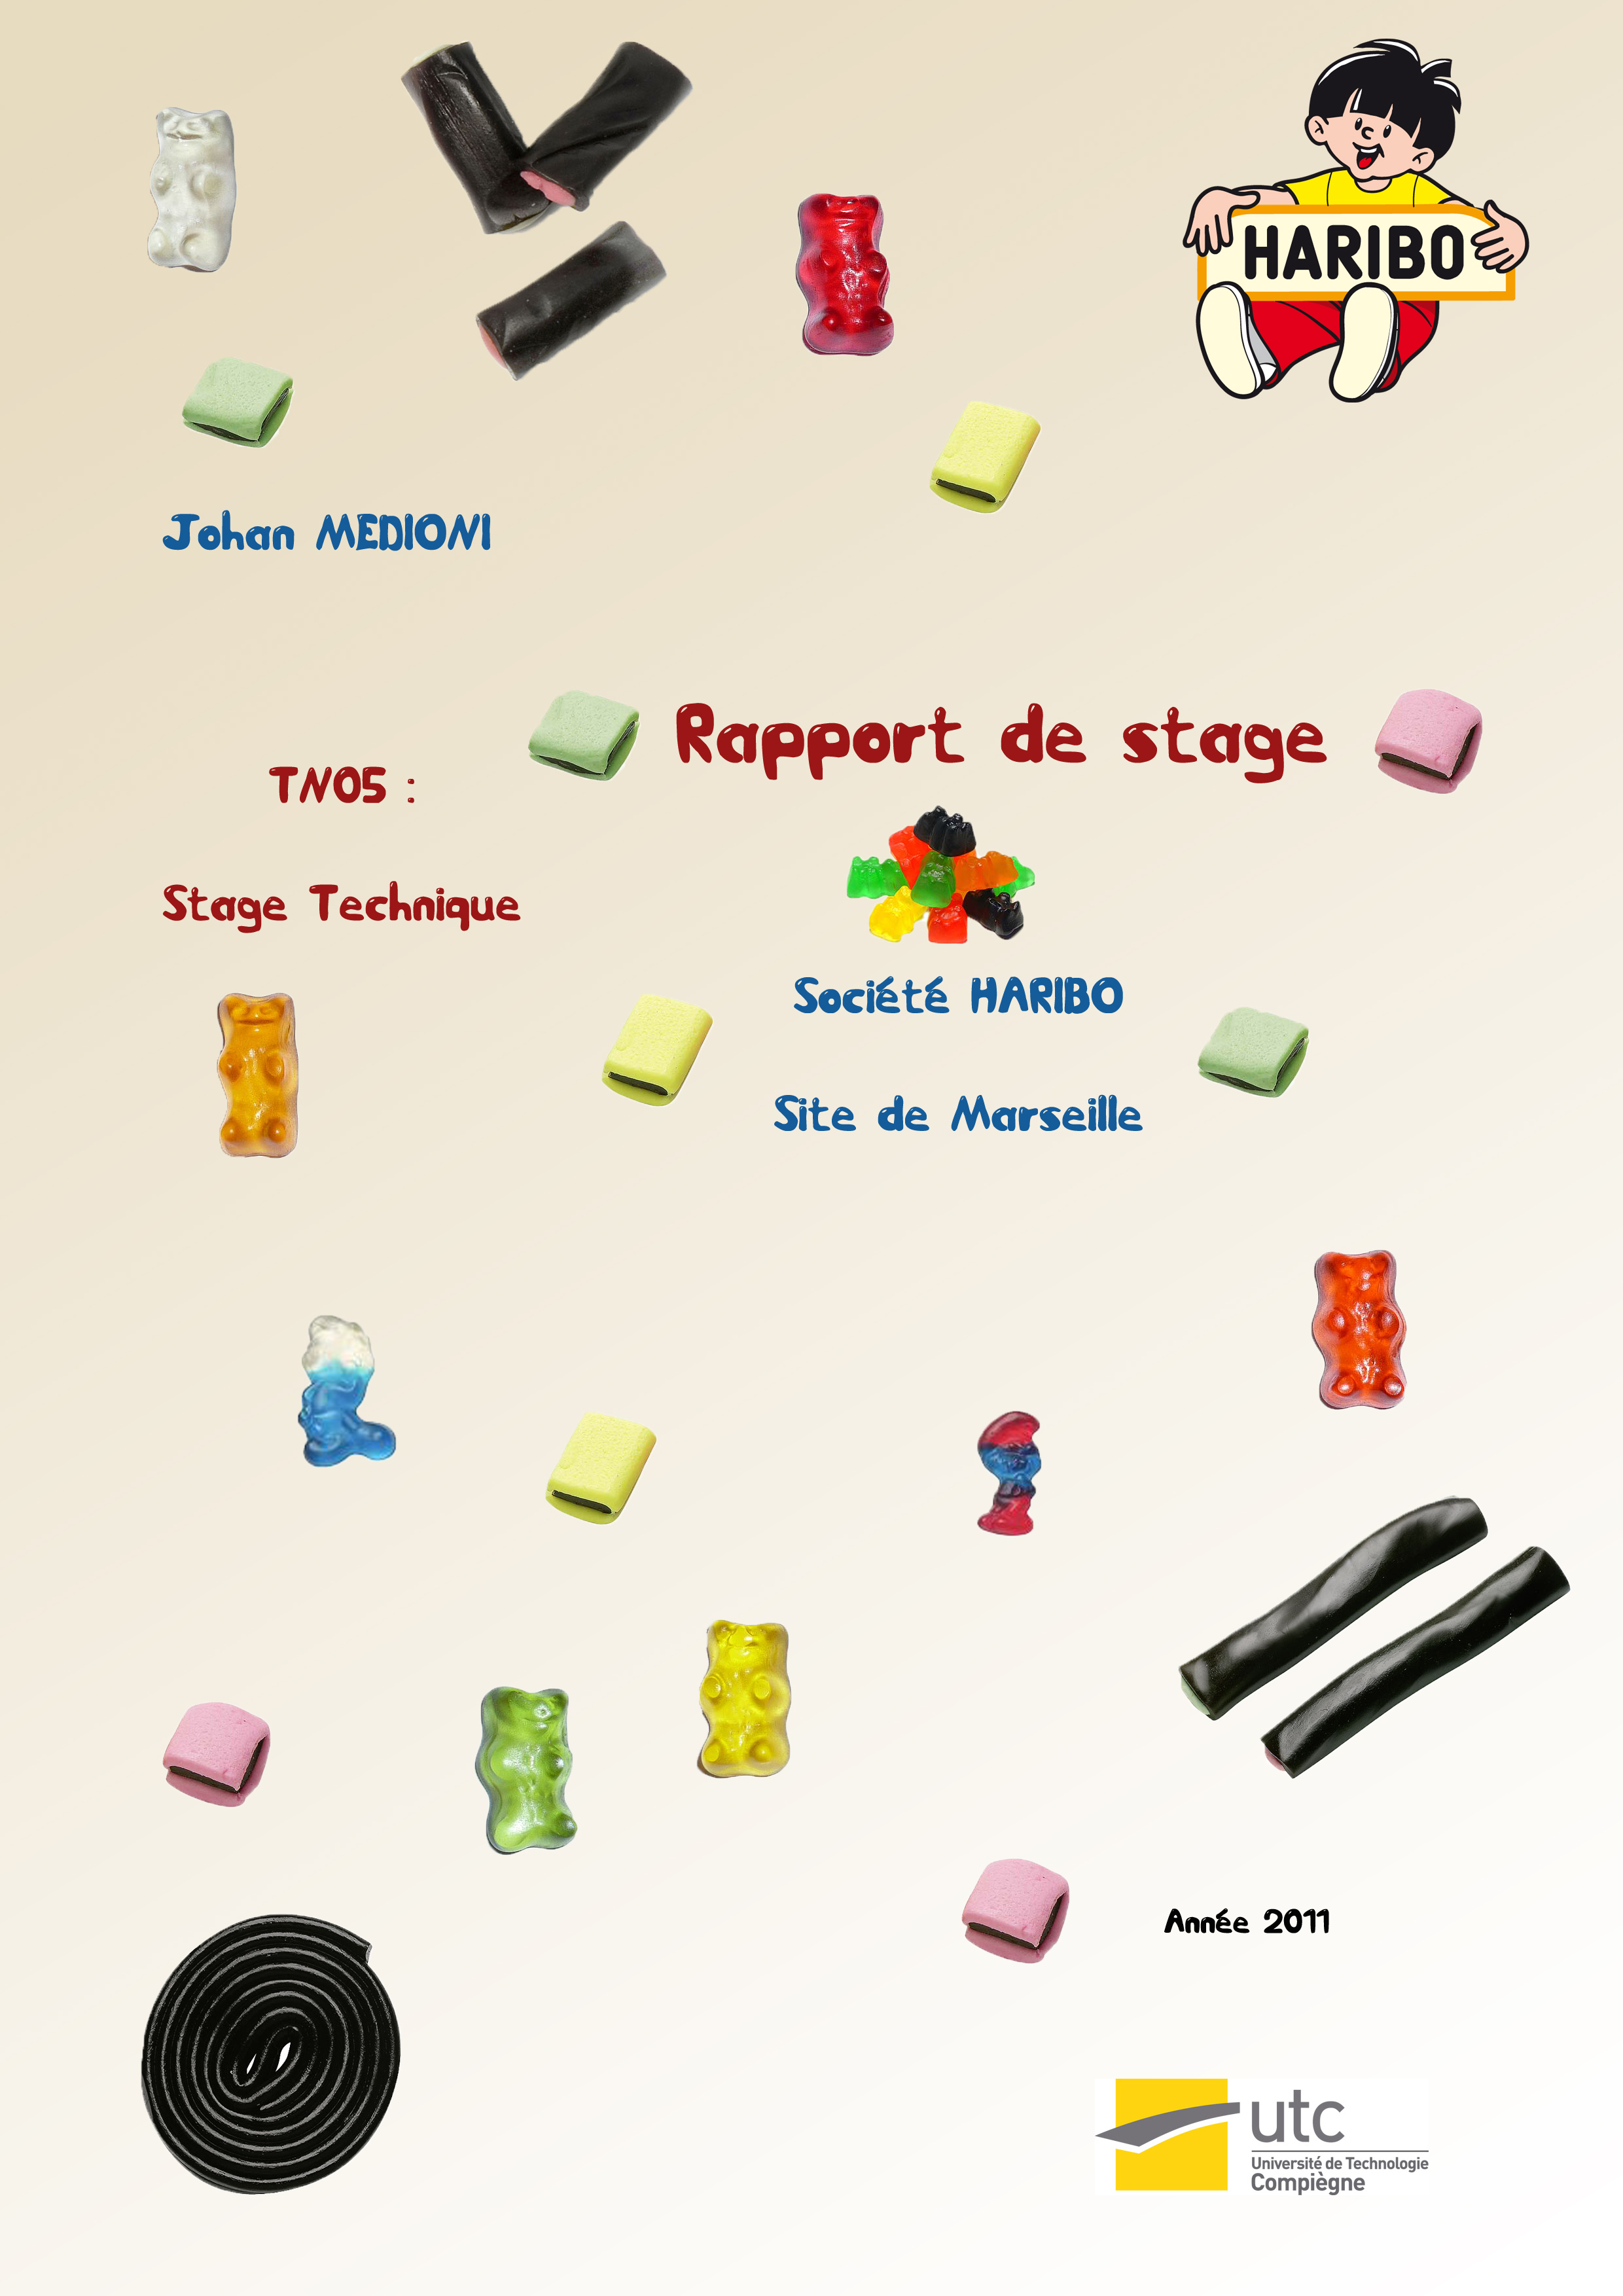 HARIBO
Johan MEDIONI
Rapport de stage
TN05 :
Stage Technique
Société HARIBO
Site de Marseille
Année 2011
utc
Université de Technologie
Compiègne